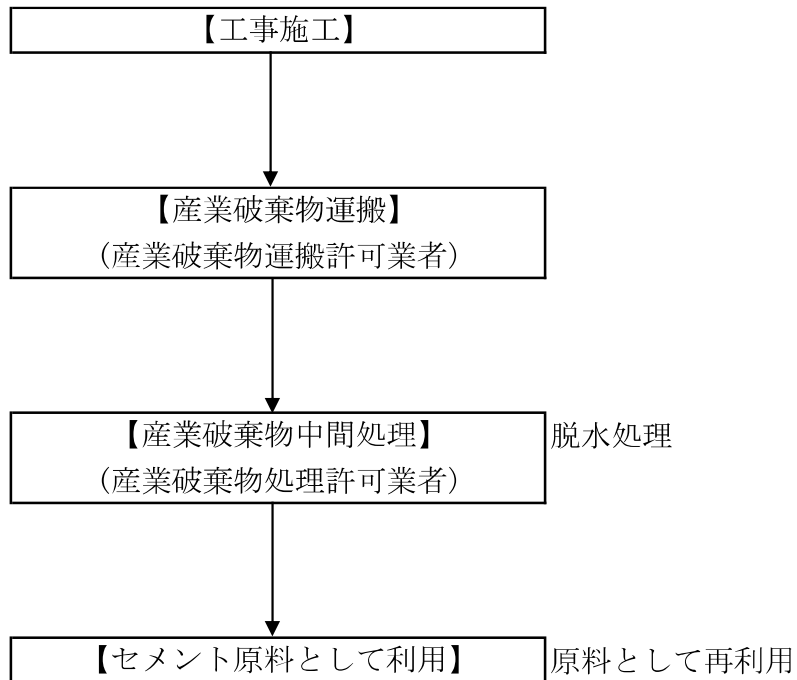 【工事施工】
【産業破棄物運搬】
(産業破棄物運搬許可業者)
【産業破棄物中間処理】
脱水処理
(産業破棄物処理許可業者)
【セメント原料として利用】
原料として再利用